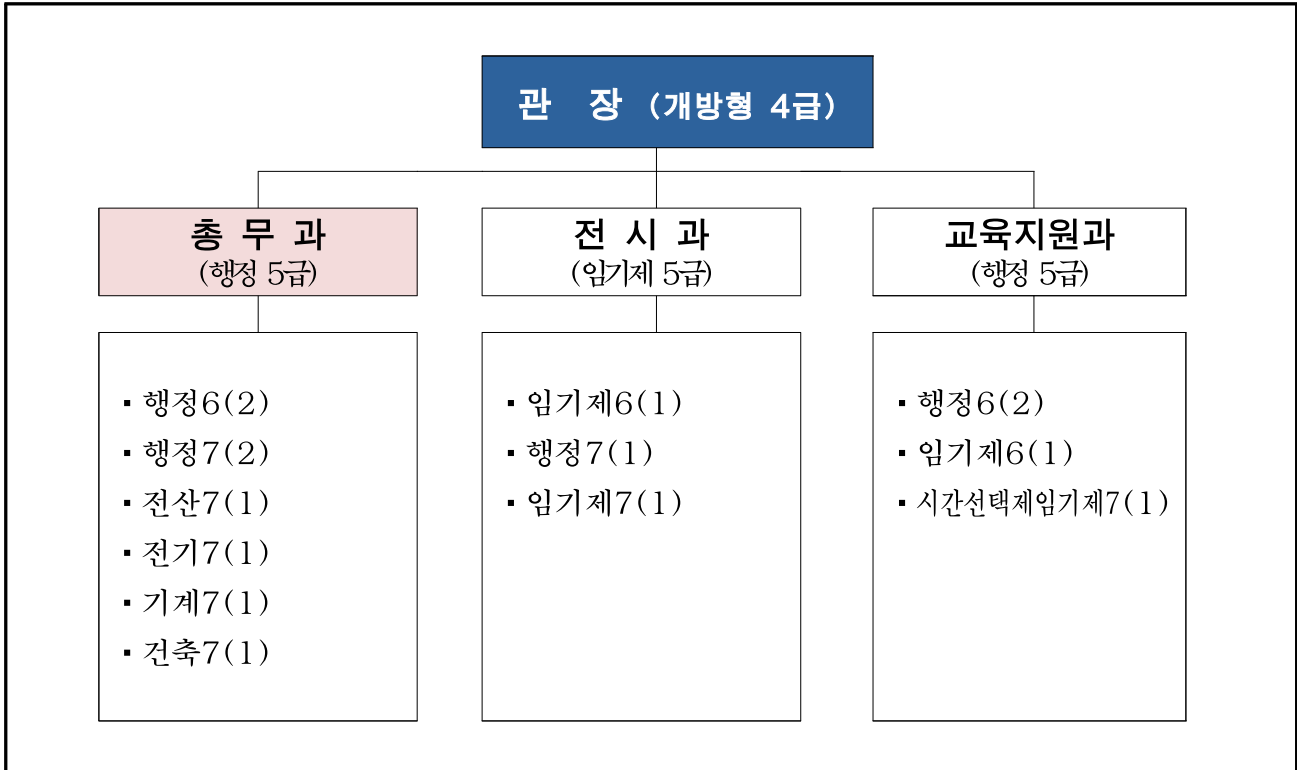 관 장 (개방형 4급)
총 무 과
(행정 5급)
▪ 행정6(2)
▪ 행정7(2)
▪ 전산7(1)
▪ 전기7(1)
▪ 기계7(1)
▪ 건축7(1)
전 시 과
(임기제 5급)
▪ 임기제6(1)
▪ 행정7(1)
▪ 임기제7(1)
교육지원과
(행정 5급)
▪ 행정6(2)
▪ 임기제6(1)
▪ 시간선택제임기제7(1)